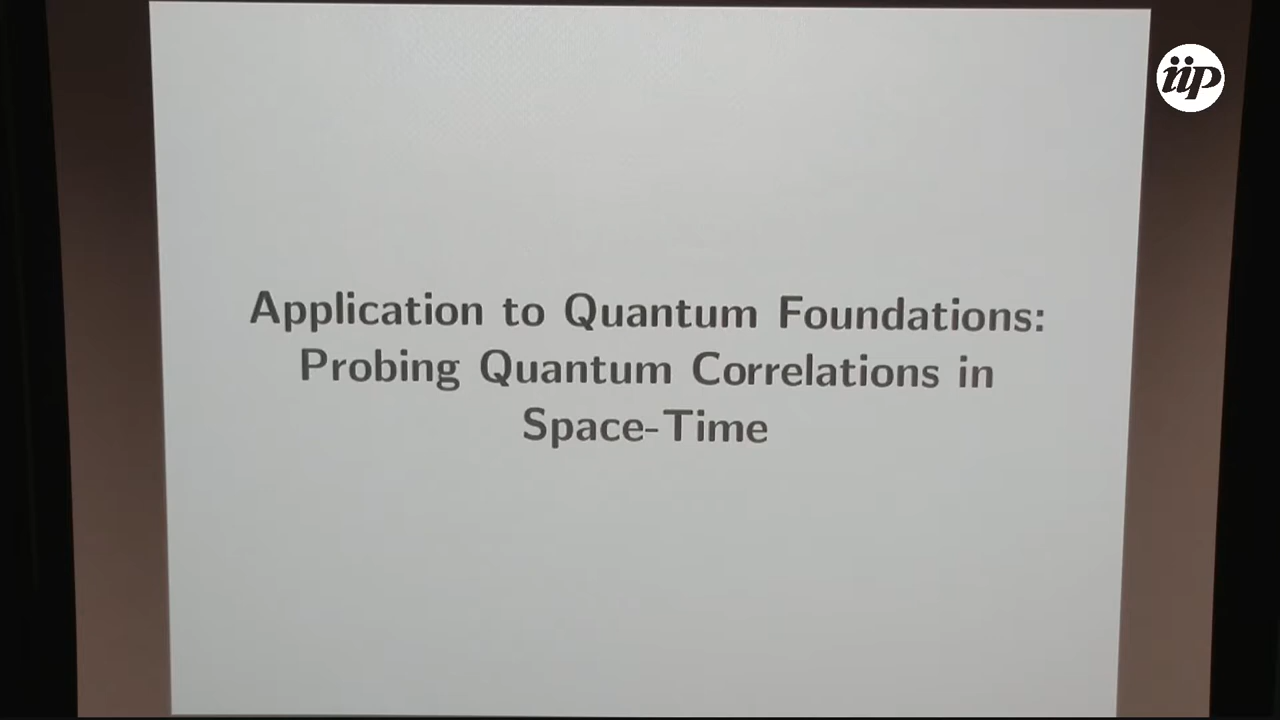 iip
Application to Quantum Foundations:
Probing Quantum Correlations in
Space-Time